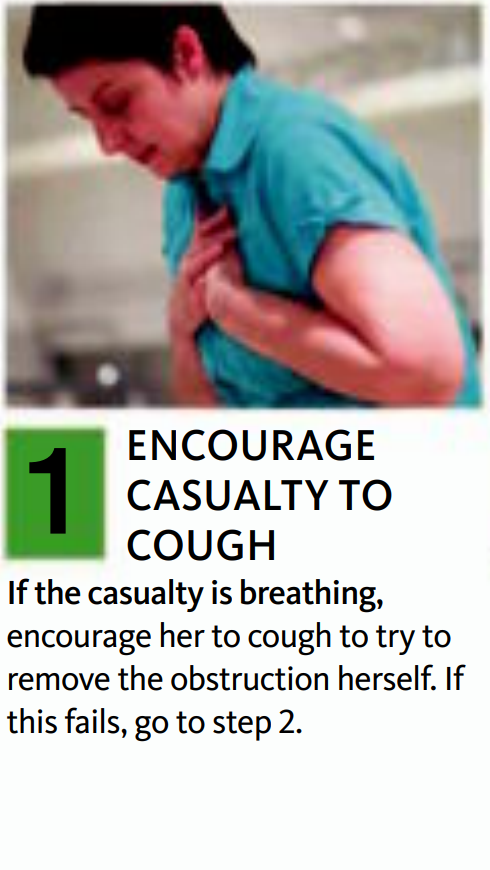 1
ENCOURAGE
CASUALTY TO
COUGH
If the casualty is breathing,
encourage her to cough to try to
remove the obstruction herself. If
this fails, go to step 2.